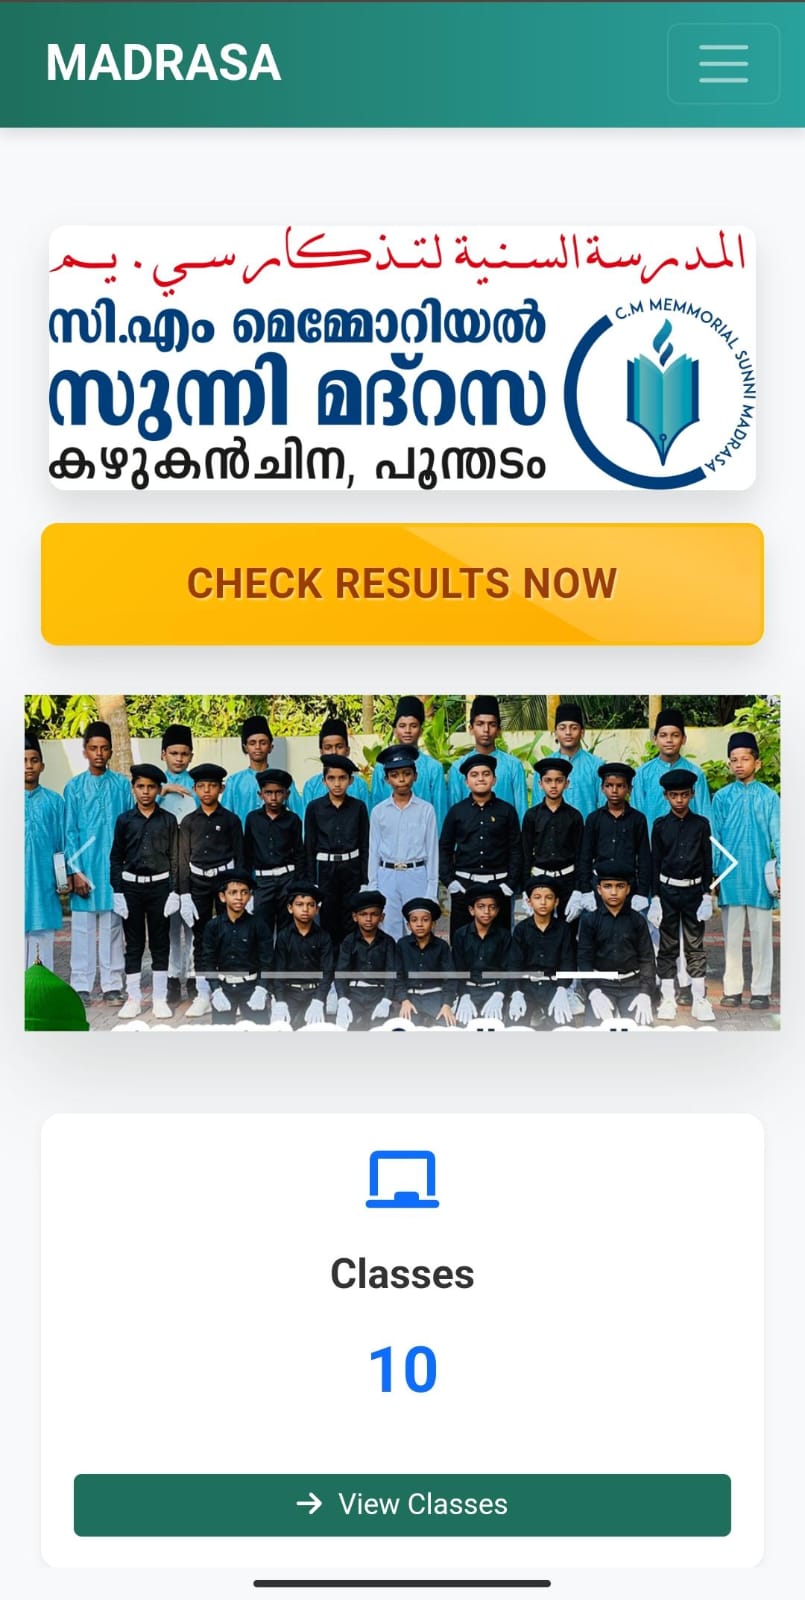 MADRASA
المدرسة السنية لتذكار سي . يم
സി.എം മെമ്മോറിയൽ
സുന്നി മദ്റസ
കഴുകൻചിന, പൂന്തടം
C.M MEMMORIAL SUNNI MADRASA
CHECK RESULTS NOW
Classes
10
View Classes